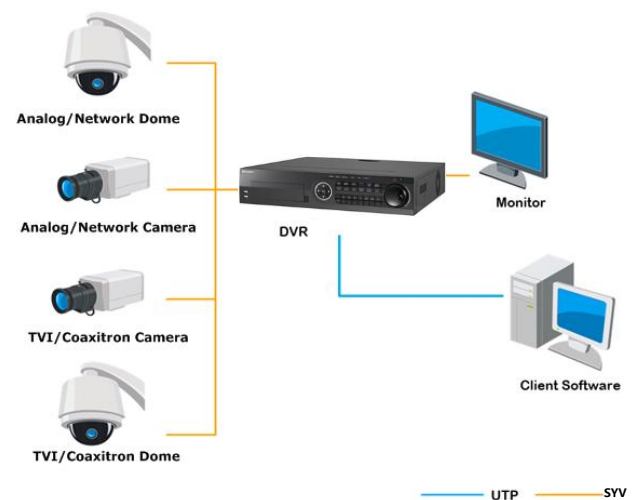 Analog/Network Dome
Analog/Network Camera
DVR
Monitor
TVI/Coaxitron Camera
Client Software
TVI/Coaxitron Dome
UTP
SYV